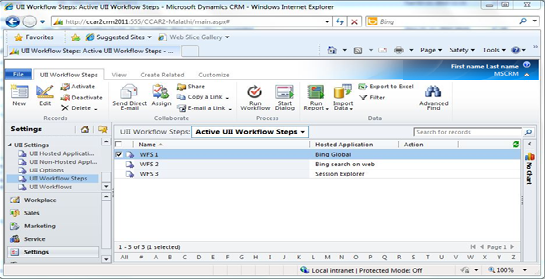 UII Workflow Steps: Active UII Workflow Steps - Microsoft Dynamics CRM - Windows Internet Explorer
http://ccar2crm2011:555/CCAR2-Malathi/main.aspx#
Bing
Favorites Suggested Sites Web Slice Gallery
UII Workflow Steps: Active UII Workflow Steps - ...
Page Safety Tools
File UII Workflow Steps View Create Related Customize
First name Last name
MSCRM
New Edit Activate Deactivate Delete
Send Direct E-mail Assign Share Copy a Link E-mail a Link
Run Workflow Start Dialog
Run Report Import Data Export to Excel Filter
Advanced Find
Records Collaborate Process Data
Settings
UII Workflow Steps: Active UII Workflow Steps
Search for records
UII Settings
UII Hosted Applicati...
UII Non-Hosted Appl...
UII Options
UII Workflow Steps
UII Workflows
Name Hosted Application Action
WFS 1 Bing Global
WFS 2 Bing search on web
WFS 3 Session Explorer
Workplace
Sales
Marketing
Service
Settings
1 - 3 of 3 (1 selected)
Page 1
All # A B C D E F G H I J K L M N O P Q R S T U V W X Y Z
Local intranet | Protected Mode: Off
100%